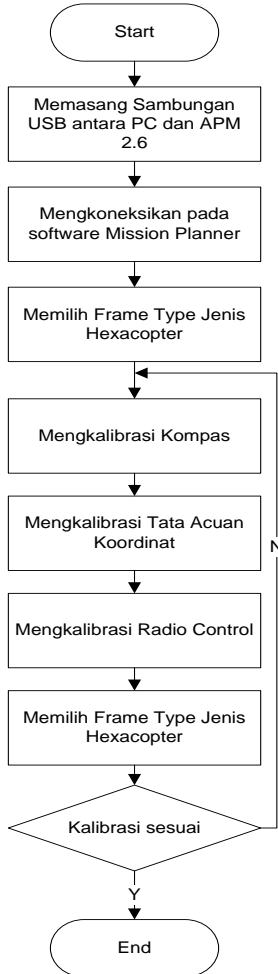 Start
Memasang Sambungan
USB antara PC dan APM
2.6
Mengkoneksikan pada
software Mission Planner
Memilih Frame Type Jenis
Hexacopter
Mengkalibrasi Kompas
Mengkalibrasi Tata Acuan
Koordinat
N
Mengkalibrasi Radio Control
Memilih Frame Type Jenis
Hexacopter
Kalibrasi sesuai
Y
End